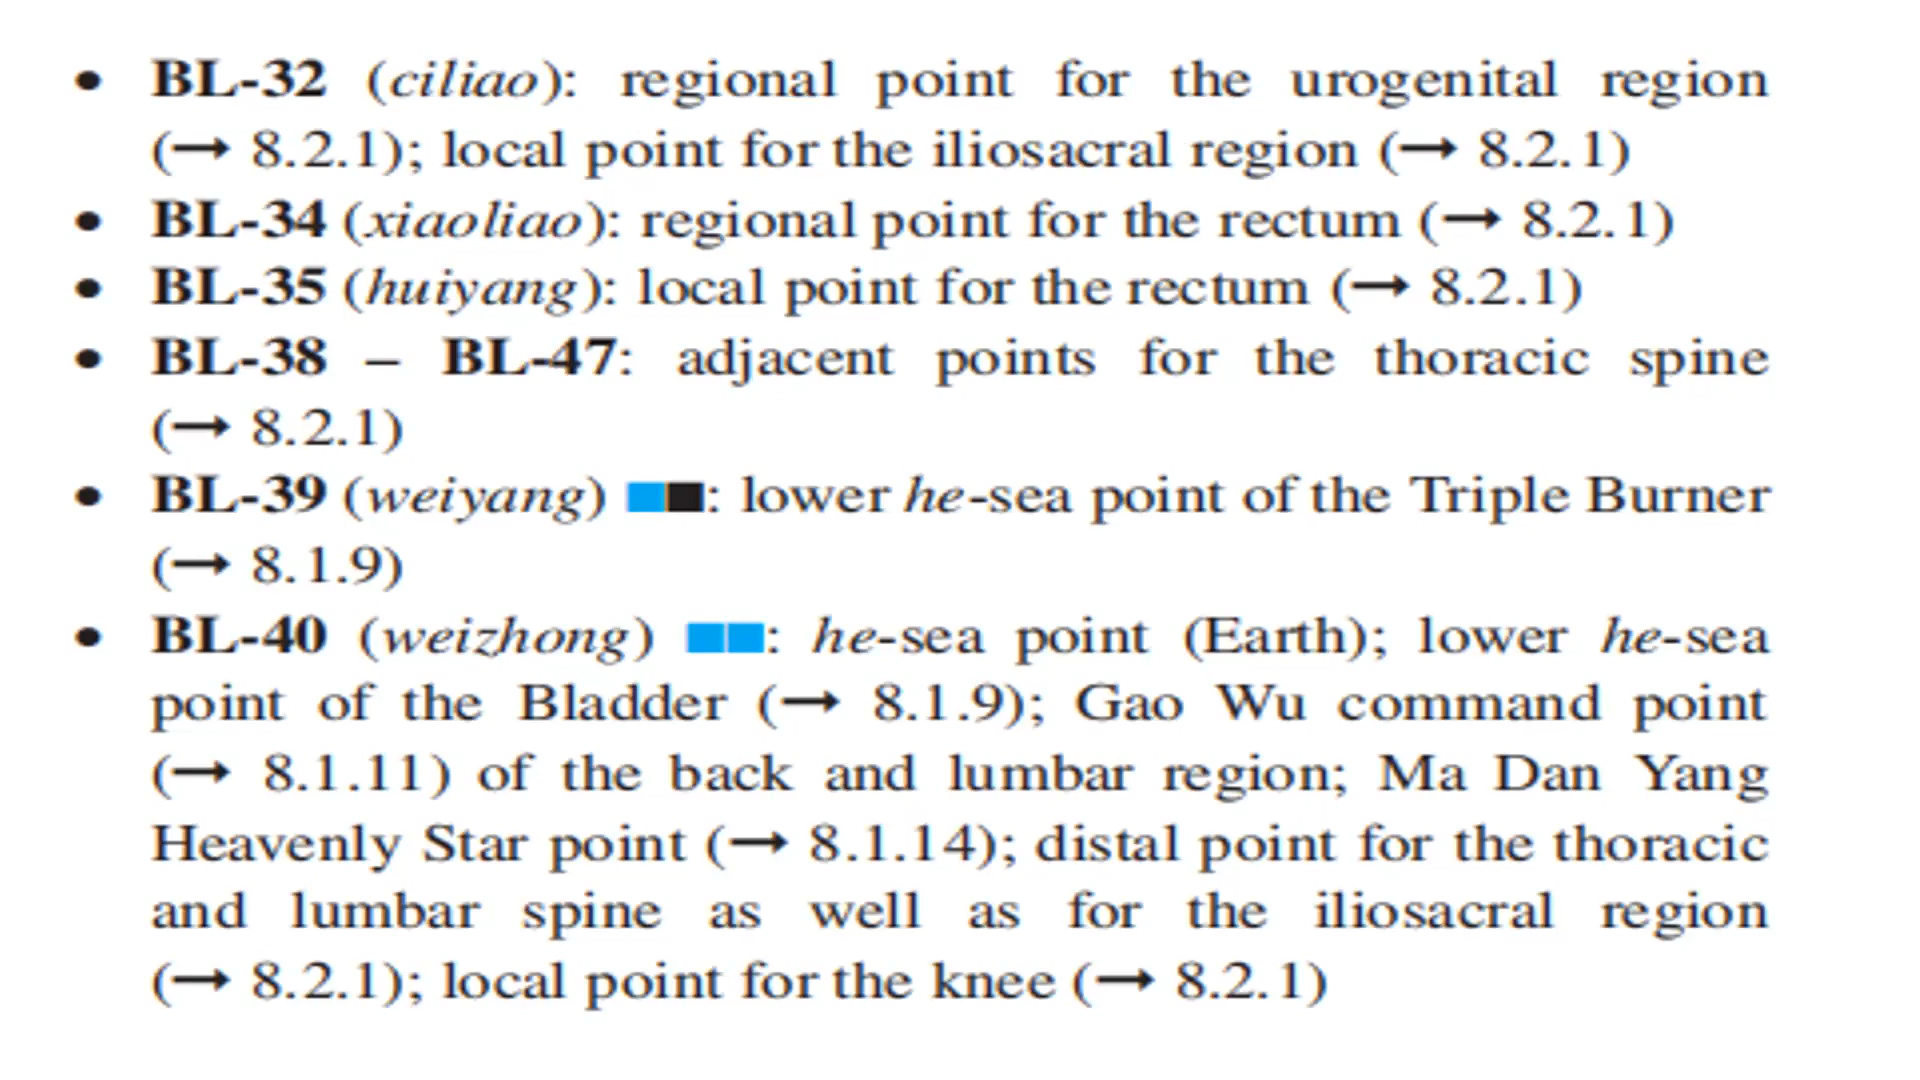 • BL-32 (ciliao): regional point for the urogenital region
(→ 8.2.1); local point for the iliosacral region (→ 8.2.1)
• BL-34 (xiaoliao): regional point for the rectum (→ 8.2.1)
• BL-35 (huiyang): local point for the rectum (→ 8.2.1)
• BL-38 – BL-47: adjacent points for the thoracic spine
(→ 8.2.1)
• BL-39 (weiyang) : lower he-sea point of the Triple Burner
(→ 8.1.9)
• BL-40 (weizhong) : he-sea point (Earth); lower he-sea
point of the Bladder (→ 8.1.9); Gao Wu command point
(→ 8.1.11) of the back and lumbar region; Ma Dan Yang
Heavenly Star point (→ 8.1.14); distal point for the thoracic
and lumbar spine as well as for the iliosacral region
(→ 8.2.1); local point for the knee (→ 8.2.1)